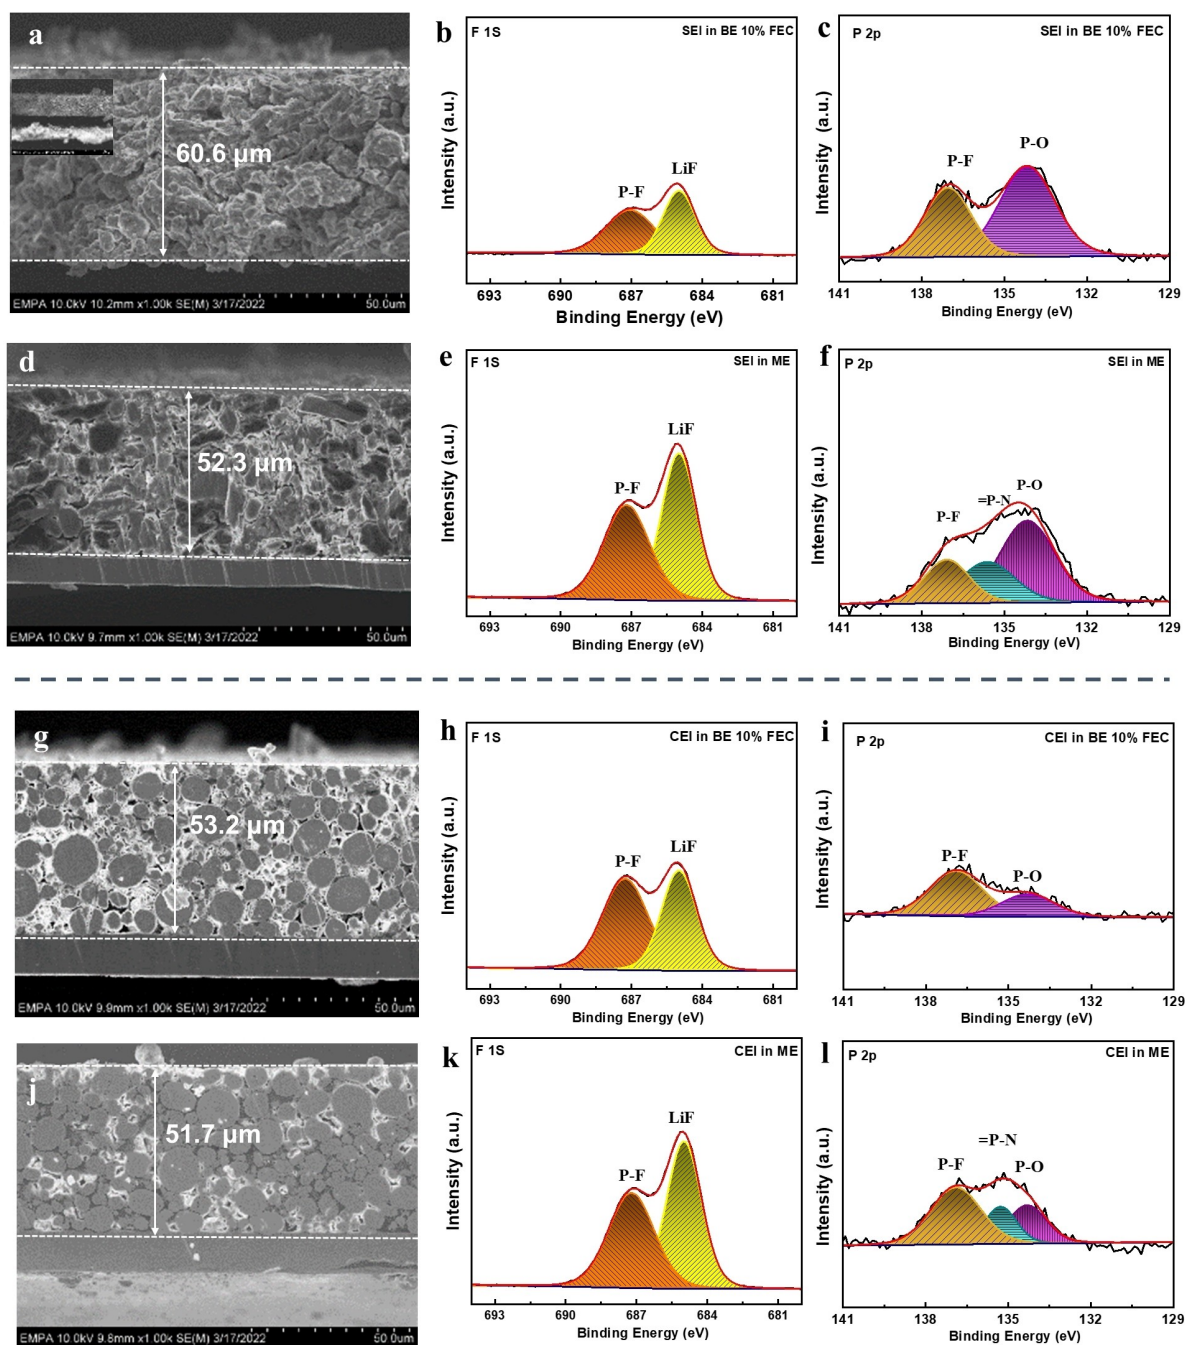 a
60.6 µm
EMPA 10.0kV 10.2mm x1.00k SE(M) 3/17/2022 50.0um
b
F 1S
SEI in BE 10% FEC
P-F
LiF
Intensity (a.u.)
693 690 687 684 681
Binding Energy (eV)
c
P 2p
SEI in BE 10% FEC
P-F
P-O
Intensity (a.u.)
141 138 135 132 129
Binding Energy (eV)
d
52.3 µm
EMPA 10.0kV 9.7mm x1.00k SE(M) 3/17/2022 50.0um
e
F 1S
SEI in ME
P-F
LiF
Intensity (a.u.)
693 690 687 684 681
Binding Energy (eV)
f
P 2p
SEI in ME
P-F
=P-N
P-O
Intensity (a.u.)
141 138 135 132 129
Binding Energy (eV)
g
53.2 µm
EMPA 10.0kV 9.9mm x1.00k SE(M) 3/17/2022 50.0um
h
F 1S
CEI in BE 10% FEC
P-F
LiF
Intensity (a.u.)
693 690 687 684 681
Binding Energy (eV)
i
P 2p
CEI in BE 10% FEC
P-F
P-O
Intensity (a.u.)
141 138 135 132 129
Binding Energy (eV)
j
51.7 µm
EMPA 10.0kV 9.8mm x1.00k SE(M) 3/17/2022 50.0um
k
F 1S
CEI in ME
P-F
LiF
Intensity (a.u.)
693 690 687 684 681
Binding Energy (eV)
l
P 2p
CEI in ME
P-F
=P-N
P-O
Intensity (a.u.)
141 138 135 132 129
Binding Energy (eV)